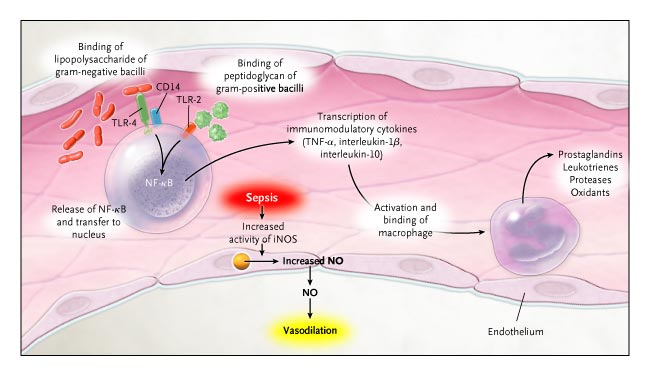 Binding of
lipopolysaccharide of
gram-negative bacilli
Binding of
peptidoglycan of
gram-positive bacilli
CD14
TLR-2
TLR-4
NF-κB
Release of NF-κB
and transfer to
nucleus
Transcription of
immunomodulatory cytokines
(TNF-α, interleukin-1β,
interleukin-10)
Sepsis
Increased
activity of iNOS
Increased NO
NO
Vasodilation
Activation and
binding of
macrophage
Prostaglandins
Leukotrienes
Proteases
Oxidants
Endothelium